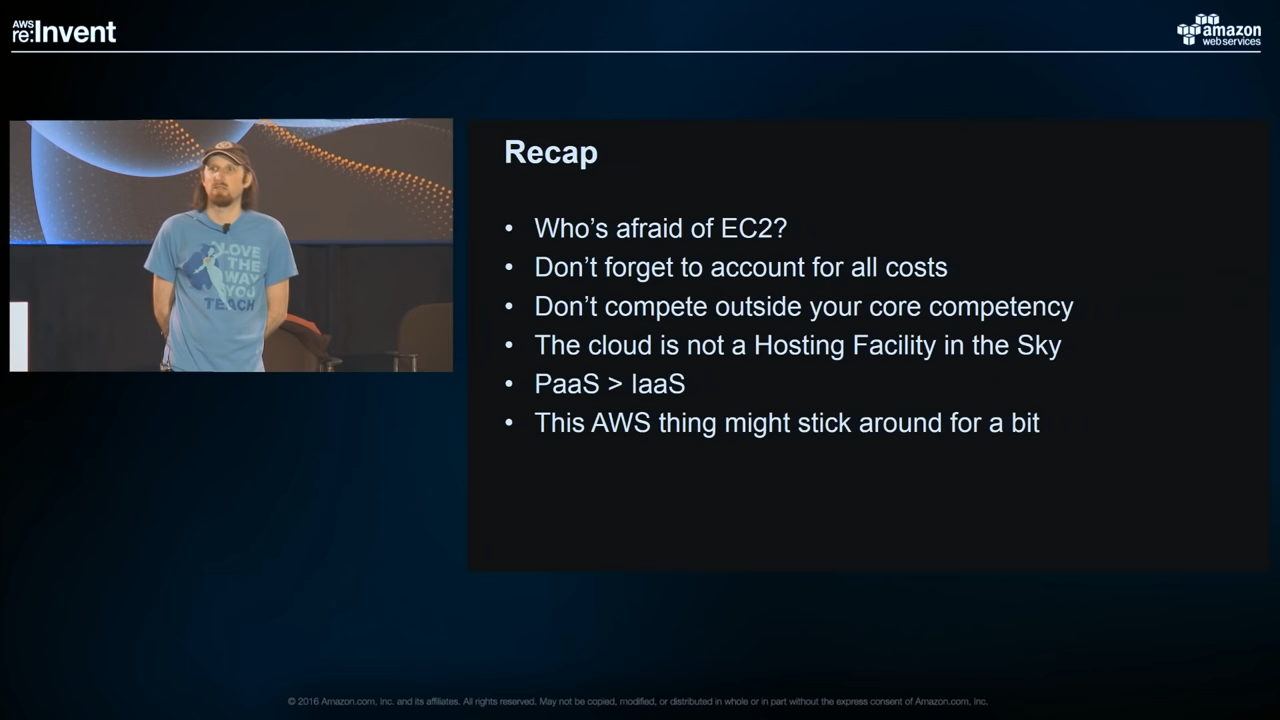 AWS
re:Invent
amazon
webservices
LOVE
THE
WAY
YOU
TEACH
Recap
• Who’s afraid of EC2?
• Don’t forget to account for all costs
• Don’t compete outside your core competency
• The cloud is not a Hosting Facility in the Sky
• PaaS > IaaS
• This AWS thing might stick around for a bit
© 2016 Amazon.com, Inc. and its affiliates. All rights reserved. May not be copied, modified, or distributed in whole or in part without the express consent of Amazon.com, Inc.